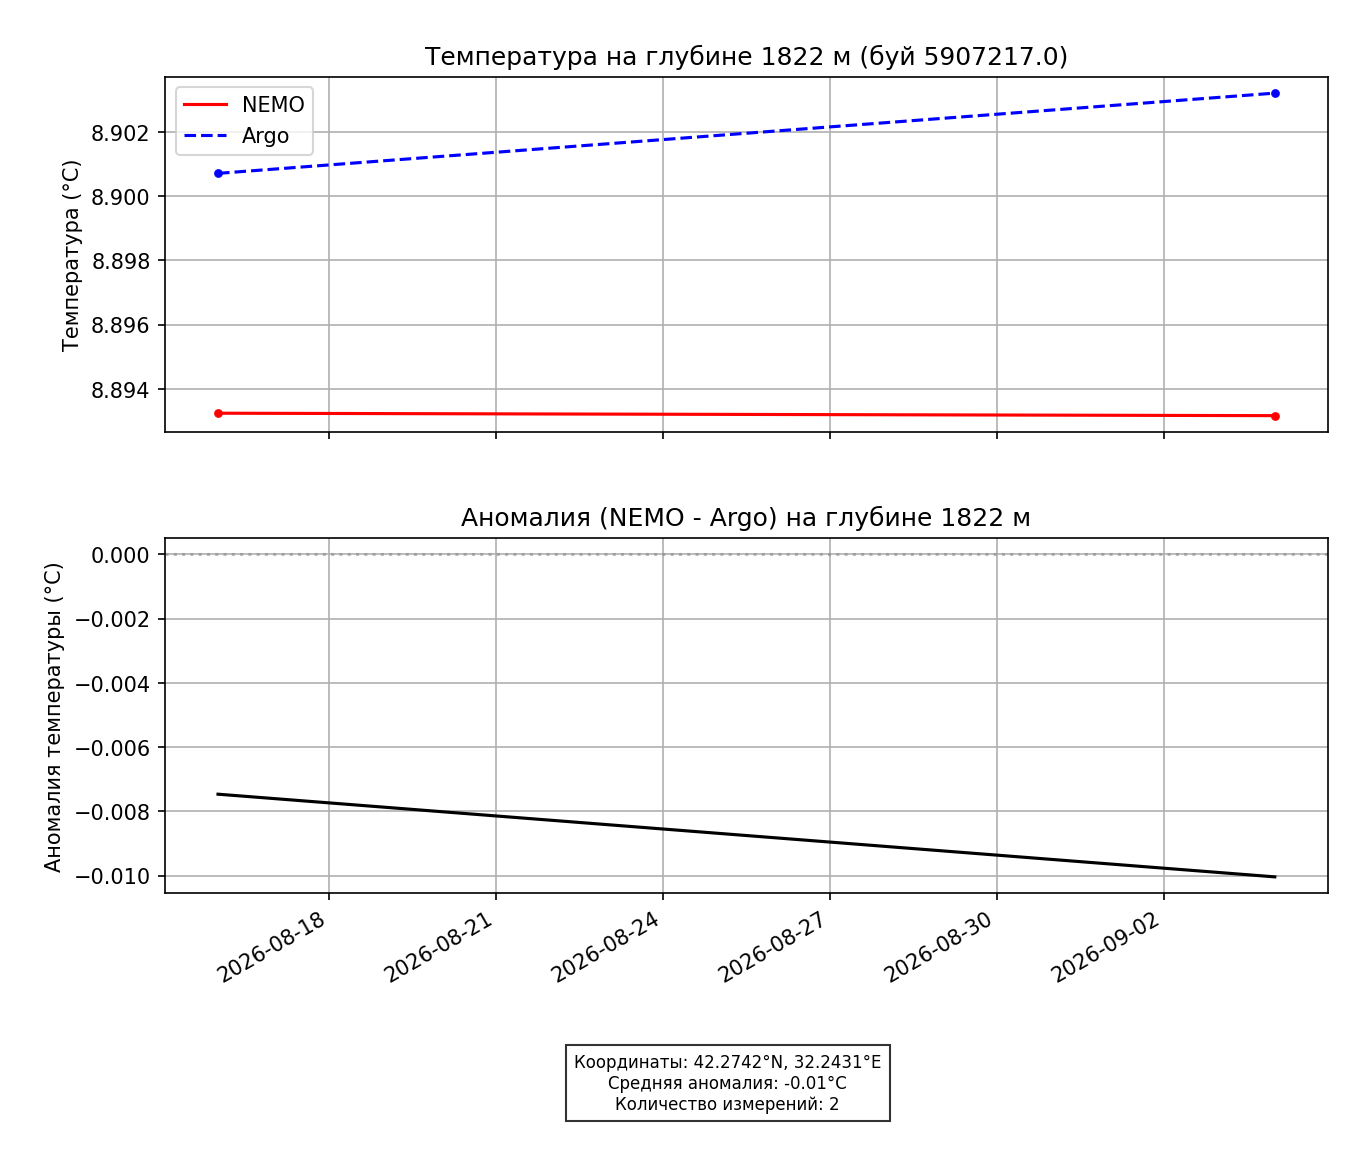 Температура на глубине 1822 м (буй 5907217.0)
NEMO
Argo
Температура (°C)
8.902
8.900
8.898
8.896
8.894
Аномалия (NEMO - Argo) на глубине 1822 м
Аномалия температуры (°C)
0.000
−0.002
−0.004
−0.006
−0.008
−0.010
2026-08-18
2026-08-21
2026-08-24
2026-08-27
2026-08-30
2026-09-02
Координаты: 42.2742°N, 32.2431°E
Средняя аномалия: -0.01°C
Количество измерений: 2